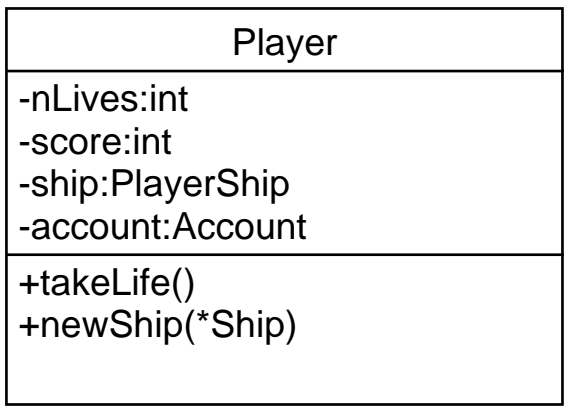 Player
-nLives:int
-score:int
-ship:PlayerShip
-account:Account
+takeLife()
+newShip(*Ship)